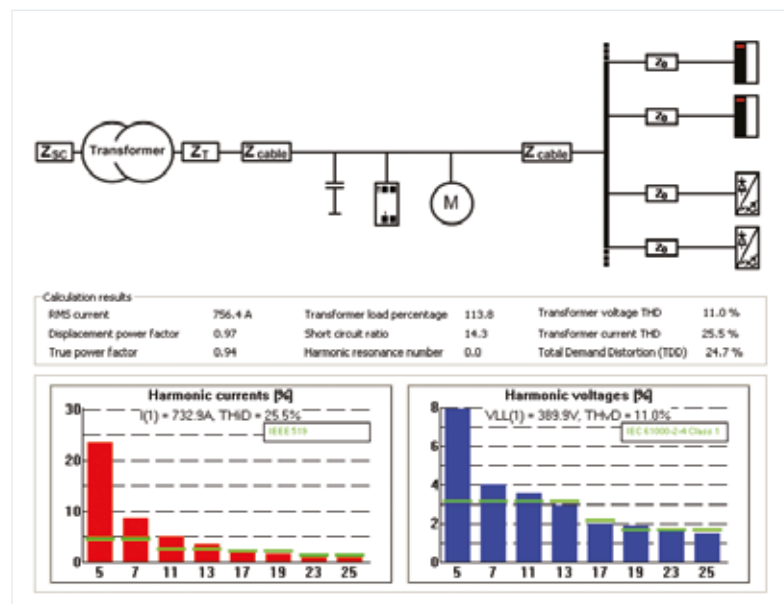 Z0
Z0
ZSC
Transformer
ZT
Zcable
M
Zcable
Z0
Z0
Calculation results
RMS current 756.4 A Transformer load percentage 113.8 Transformer voltage THD 11.0 %
Displacement power factor 0.97 Short circuit ratio 14.3 Transformer current THD 25.5 %
True power factor 0.94 Harmonic resonance number 0.0 Total Demand Distortion (TDD) 24.7 %
Harmonic currents [%]
I(1) = 732.9A, THiD = 25.5%
IEEE 519
30
20
10
0
5 7 11 13 17 19 23 25
Harmonic voltages [%]
VLL(1) = 389.9V, THvD = 11.0%
IEC 61000-2-4 Class 1
8
6
4
2
0
5 7 11 13 17 19 23 25